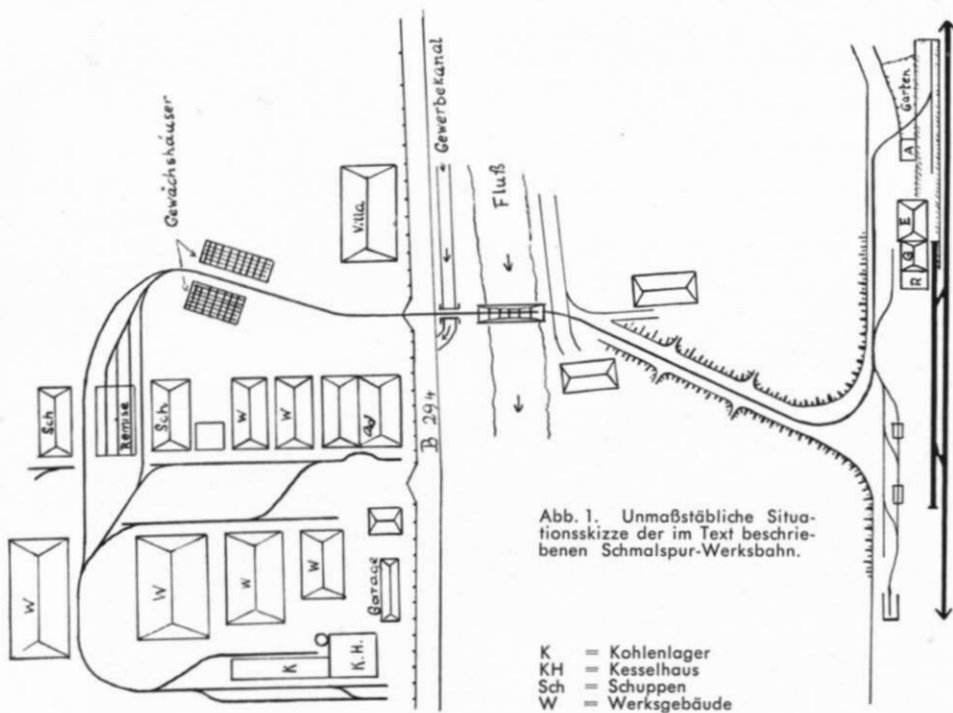 Gewächshäuser
Villa
Gewerbekanal
Fluß
Garten
A
E
G
R
Sch
Remise
Sch
W
W
B 294
W
W
W
W
Garage
K
K.H.
Abb. 1. Unmaßstäbliche Situa-
tionsskizze der im Text beschrie-
benen Schmalspur-Werksbahn.
K = Kohlenlager
KH = Kesselhaus
Sch = Schuppen
W = Werksgebäude